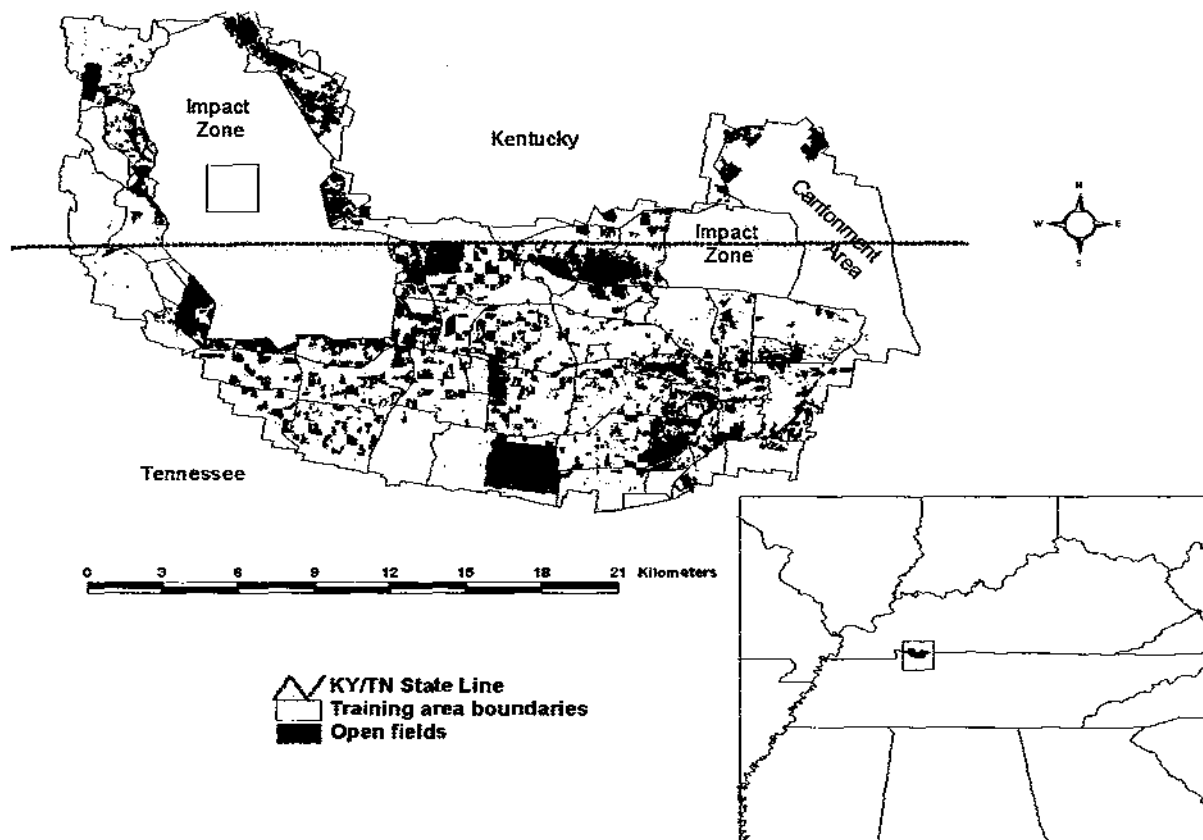 Impact
Zone
Kentucky
Cantonment
Area
N
W E
S
Impact
Zone
Tennessee
0 3 6 9 12 15 18 21 Kilometers
KY/TN State Line
Training area boundaries
Open fields